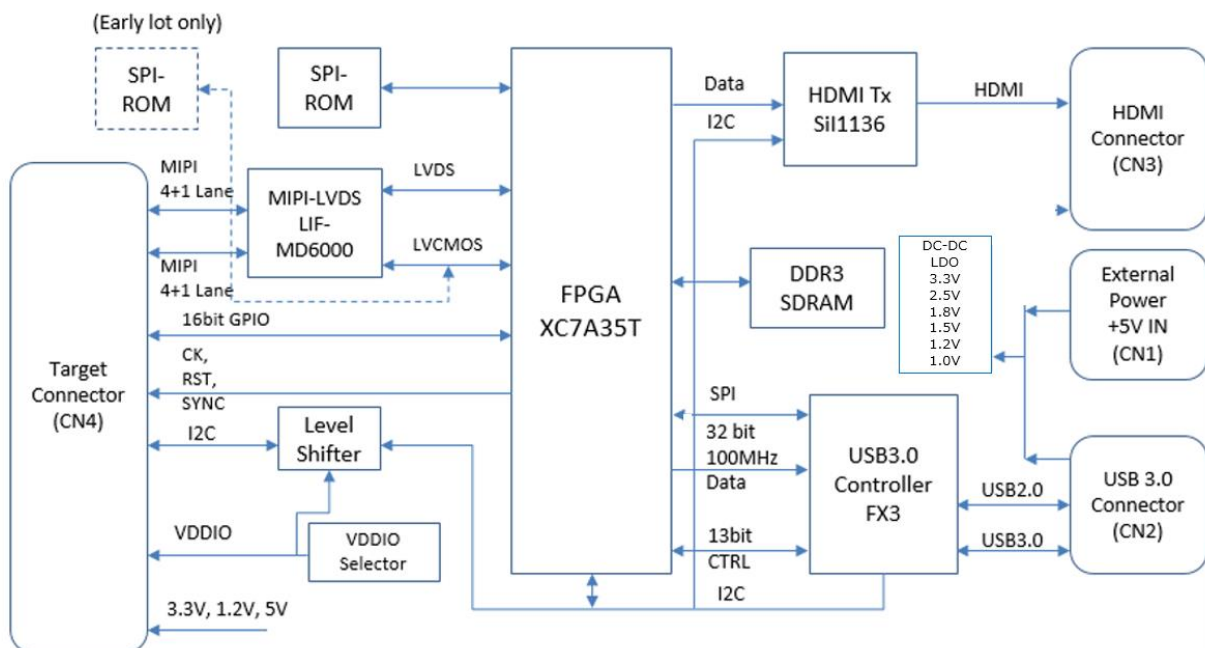 (Early lot only)
SPI-
ROM
SPI-
ROM
MIPI
4+1 Lane
MIPI-LVDS
LIF-
MD6000
LVDS
LVCMOS
MIPI
4+1 Lane
16bit GPIO
CK,
RST,
SYNC
Target
Connector
(CN4)
I2C
Level
Shifter
VDDIO
VDDIO
Selector
3.3V, 1.2V, 5V
FPGA
XC7A35T
Data
I2C
HDMI Tx
SiI1136
HDMI
HDMI
Connector
(CN3)
DDR3
SDRAM
DC-DC
LDO
3.3V
2.5V
1.8V
1.5V
1.2V
1.0V
External
Power
+5V IN
(CN1)
SPI
32 bit
100MHz
Data
13bit
CTRL
I2C
USB3.0
Controller
FX3
USB2.0
USB3.0
USB 3.0
Connector
(CN2)